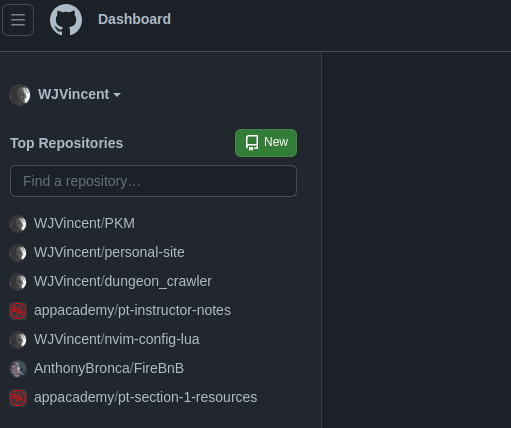 Dashboard
WJVincent
Top Repositories
New
Find a repository…
WJVincent/PKM
WJVincent/personal-site
WJVincent/dungeon_crawler
appacademy/pt-instructor-notes
WJVincent/nvim-config-lua
AnthonyBronca/FireBnB
appacademy/pt-section-1-resources